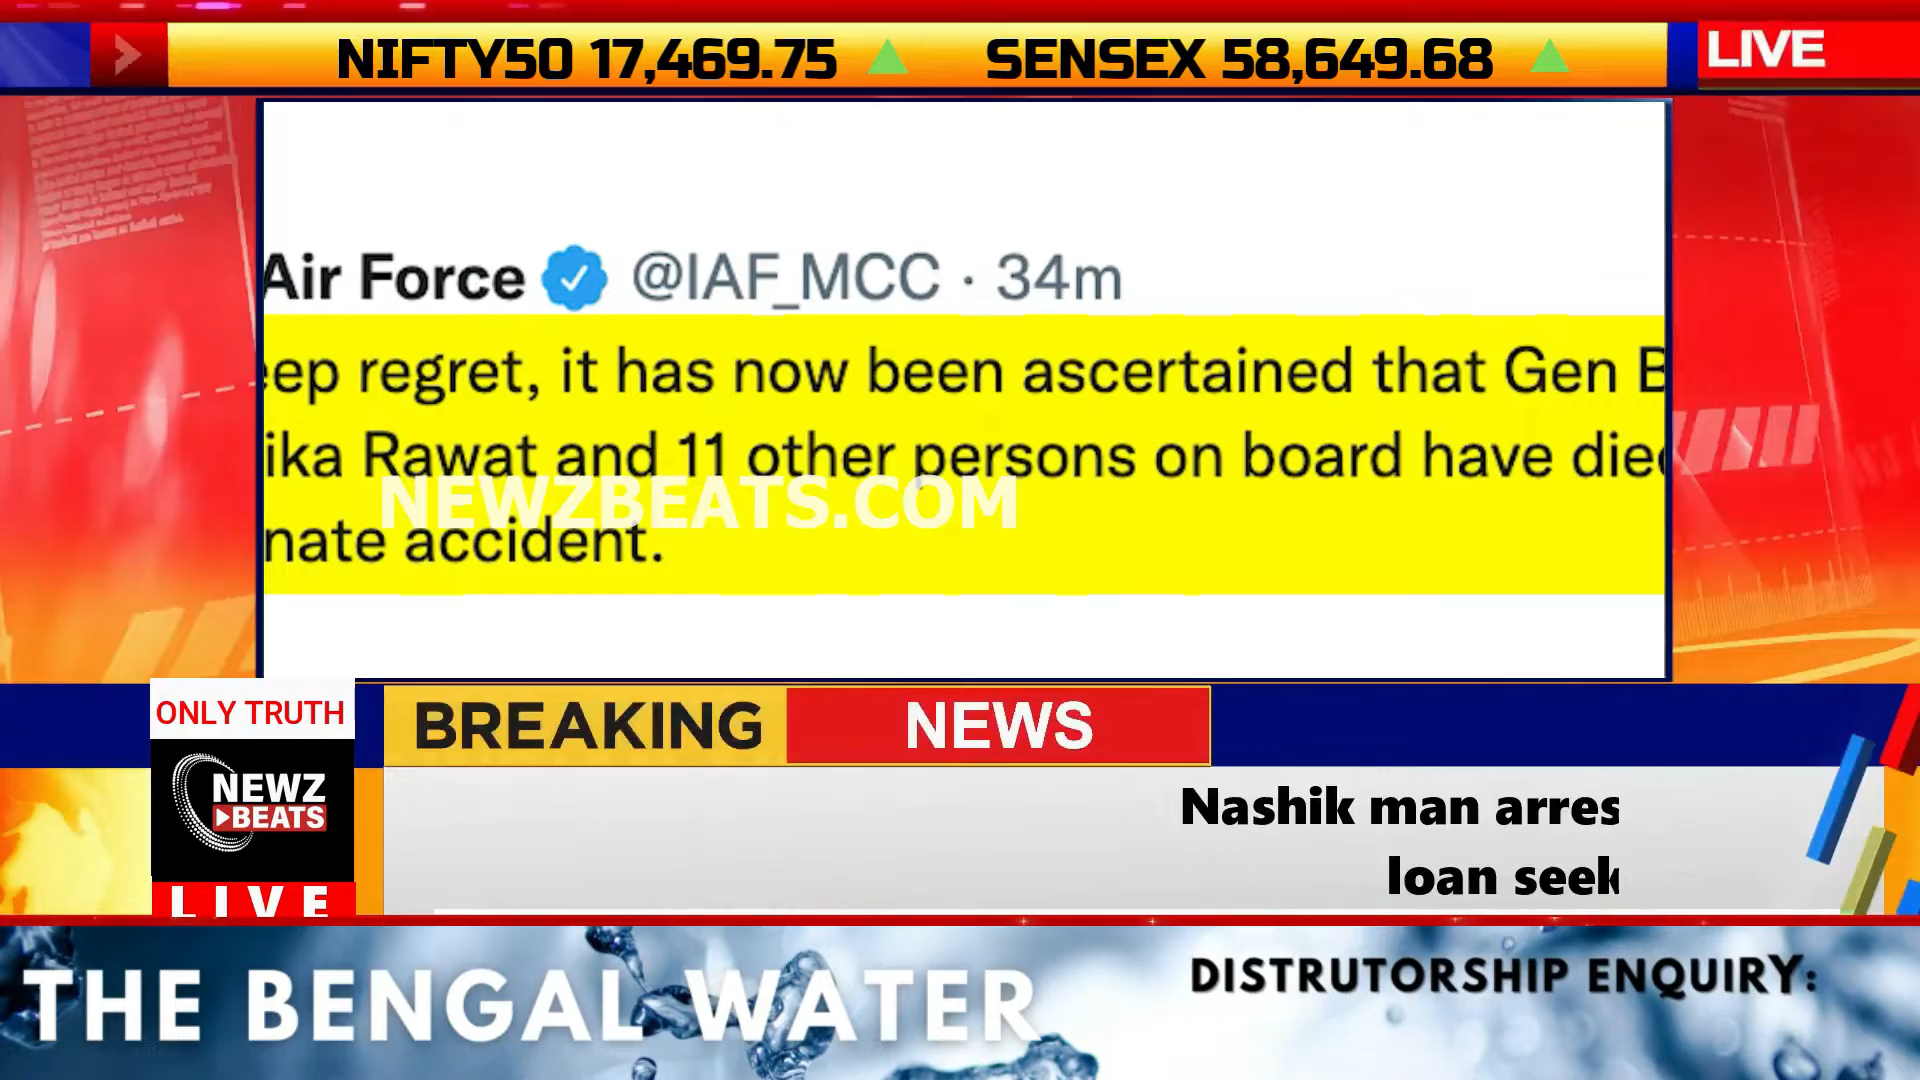 NIFTY50 17,469.75 SENSEX 58,649.68
LIVE
Air Force @IAF_MCC · 34m
eep regret, it has now been ascertained that Gen B
ika Rawat and 11 other persons on board have died
nate accident.
NEWZBEATS.COM
ONLY TRUTH
NEWZ
BEATS
LIVE
BREAKING NEWS
Nashik man arres
loan seek
THE BENGAL WATER
DISTRUTORSHIP ENQUIRY: